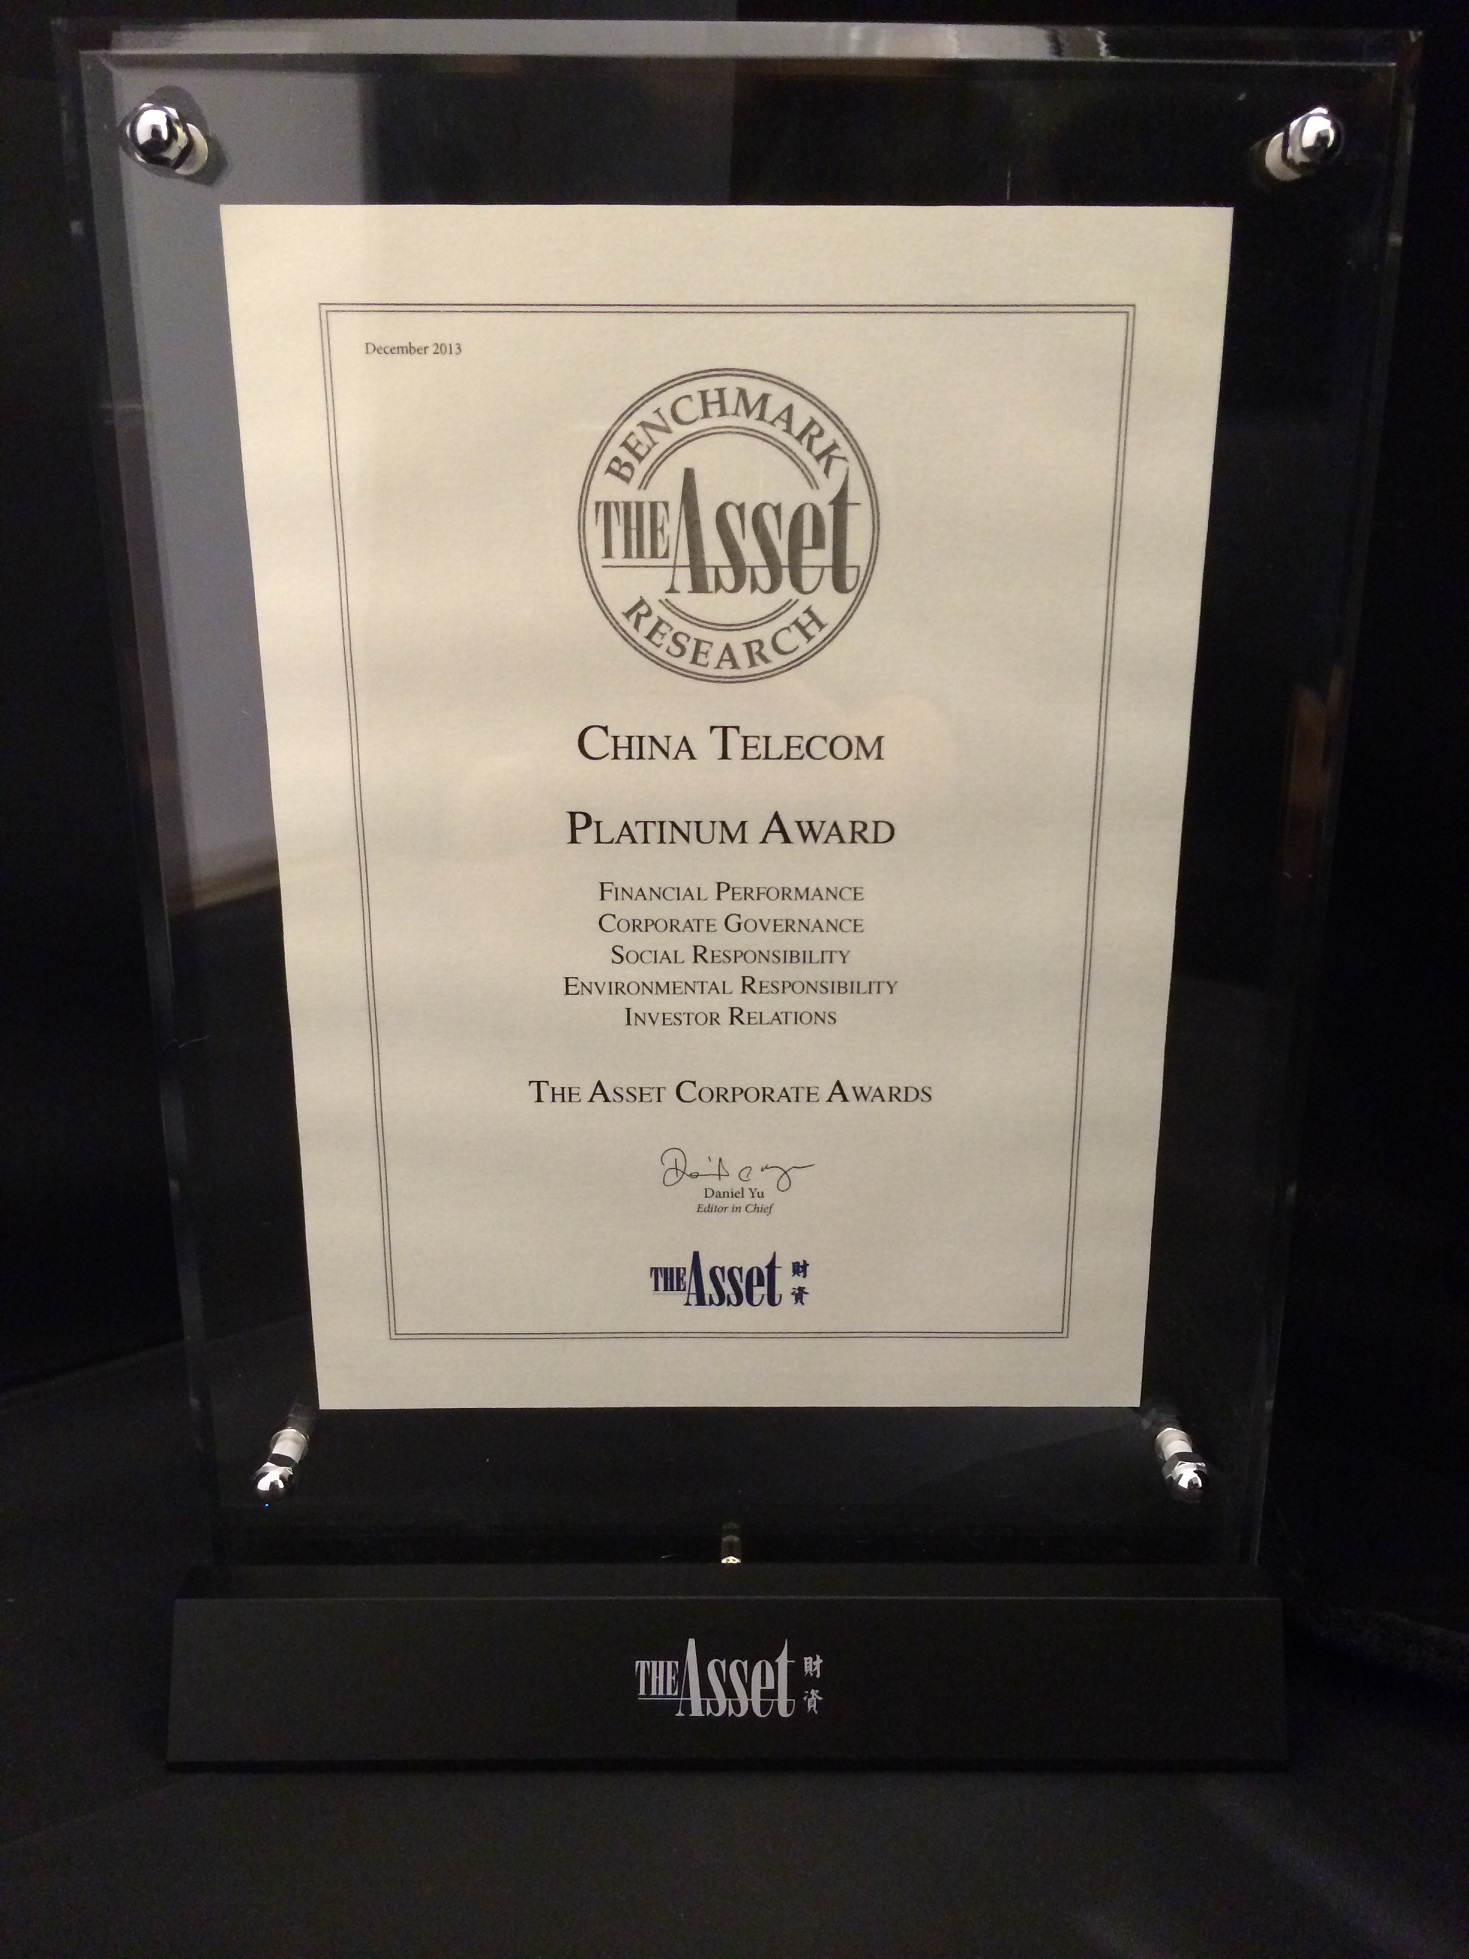 December 2013
BENCHMARK
THE Asset
RESEARCH
CHINA TELECOM
PLATINUM AWARD
FINANCIAL PERFORMANCE
CORPORATE GOVERNANCE
SOCIAL RESPONSIBILITY
ENVIRONMENTAL RESPONSIBILITY
INVESTOR RELATIONS
THE ASSET CORPORATE AWARDS
Daniel Yu
Editor in Chief
THE Asset 財資
THE Asset 財資